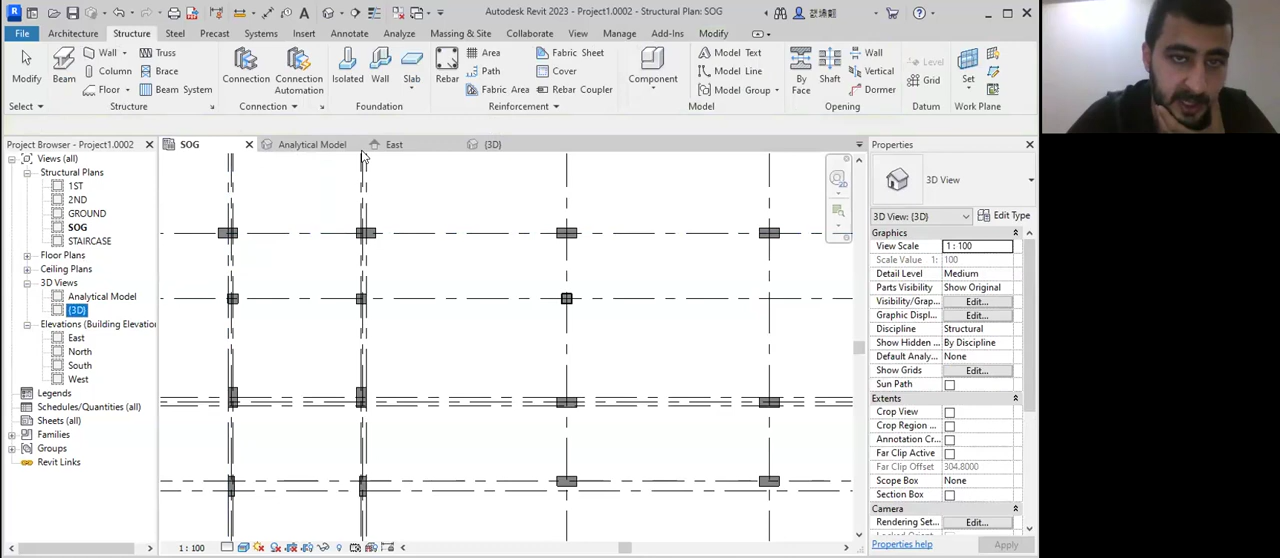 Autodesk Revit 2023 - Project1.0002 - Structural Plan: SOG
File Architecture Structure Steel Precast Systems Insert Annotate Analyze Massing & Site Collaborate View Manage Add-Ins Modify
Wall Truss Area Fabric Sheet Model Text Wall Level
Modify Beam Column Brace Connection Connection Automation Isolated Wall Slab Rebar Path Cover Component Model Line By Face Shaft Vertical Grid Set
Floor Beam System Fabric Area Rebar Coupler Model Group Dormer
Select Structure Connection Foundation Reinforcement Model Opening Datum Work Plane
Project Browser - Project1.0002 SOG Analytical Model East {3D} Properties
Views (all)
Structural Plans
1ST
2ND
GROUND
SOG
STAIRCASE
Floor Plans
Ceiling Plans
3D Views
Analytical Model
{3D}
Elevations (Building Elevation
East
North
South
West
Legends
Schedules/Quantities (all)
Sheets (all)
Families
Groups
Revit Links
1 : 100
2D
3D View
3D View: {3D} Edit Type
Graphics
View Scale 1 : 100
Scale Value 1: 100
Detail Level Medium
Parts Visibility Show Original
Visibility/Grap... Edit...
Graphic Displ... Edit...
Discipline Structural
Show Hidden ... By Discipline
Default Analy... None
Show Grids Edit...
Sun Path
Extents
Crop View
Crop Region ...
Annotation Cr...
Far Clip Active
Far Clip Offset 304.8000
Scope Box None
Section Box
Camera
Rendering Set... Edit...
Properties help Apply